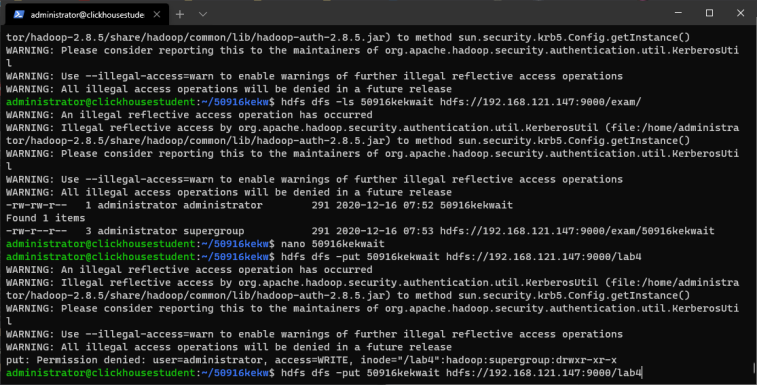 administrator@clickhousestude
tor/hadoop-2.8.5/share/hadoop/common/lib/hadoop-auth-2.8.5.jar) to method sun.security.krb5.Config.getInstance()
WARNING: Please consider reporting this to the maintainers of org.apache.hadoop.security.authentication.util.KerberosUti
l
WARNING: Use --illegal-access=warn to enable warnings of further illegal reflective access operations
WARNING: All illegal access operations will be denied in a future release
administrator@clickhousestudent:~/50916kekw$ hdfs dfs -ls 50916kekwait hdfs://192.168.121.147:9000/exam/
WARNING: An illegal reflective access operation has occurred
WARNING: Illegal reflective access by org.apache.hadoop.security.authentication.util.KerberosUtil (file:/home/administra
tor/hadoop-2.8.5/share/hadoop/common/lib/hadoop-auth-2.8.5.jar) to method sun.security.krb5.Config.getInstance()
WARNING: Please consider reporting this to the maintainers of org.apache.hadoop.security.authentication.util.KerberosUti
l
WARNING: Use --illegal-access=warn to enable warnings of further illegal reflective access operations
WARNING: All illegal access operations will be denied in a future release
-rw-rw-r--   1 administrator administrator        291 2020-12-16 07:52 50916kekwait
Found 1 items
-rw-r--r--   3 administrator supergroup           291 2020-12-16 07:53 hdfs://192.168.121.147:9000/exam/50916kekwait
administrator@clickhousestudent:~/50916kekw$ nano 50916kekwait
administrator@clickhousestudent:~/50916kekw$ hdfs dfs -put 50916kekwait hdfs://192.168.121.147:9000/lab4
WARNING: An illegal reflective access operation has occurred
WARNING: Illegal reflective access by org.apache.hadoop.security.authentication.util.KerberosUtil (file:/home/administra
tor/hadoop-2.8.5/share/hadoop/common/lib/hadoop-auth-2.8.5.jar) to method sun.security.krb5.Config.getInstance()
WARNING: Please consider reporting this to the maintainers of org.apache.hadoop.security.authentication.util.KerberosUti
l
WARNING: Use --illegal-access=warn to enable warnings of further illegal reflective access operations
WARNING: All illegal access operations will be denied in a future release
put: Permission denied: user=administrator, access=WRITE, inode="/lab4":hadoop:supergroup:drwxr-xr-x
administrator@clickhousestudent:~/50916kekw$ hdfs dfs -put 50916kekwait hdfs://192.168.121.147:9000/lab4